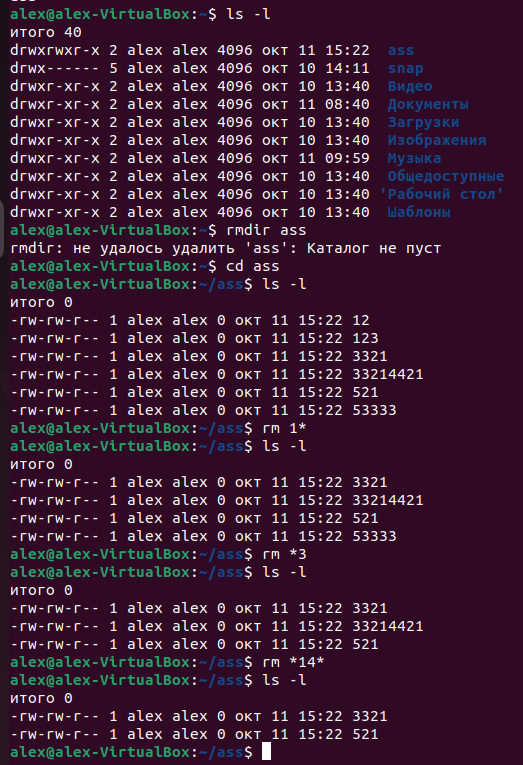 alex@alex-VirtualBox:~$ ls -l
итого 40
drwxrwxr-x 2 alex alex 4096 окт 11 15:22  ass
drwx------ 5 alex alex 4096 окт 10 14:11  snap
drwxr-xr-x 2 alex alex 4096 окт 10 13:40  Видео
drwxr-xr-x 2 alex alex 4096 окт 11 08:40  Документы
drwxr-xr-x 2 alex alex 4096 окт 10 13:40  Загрузки
drwxr-xr-x 2 alex alex 4096 окт 10 13:40  Изображения
drwxr-xr-x 2 alex alex 4096 окт 11 09:59  Музыка
drwxr-xr-x 2 alex alex 4096 окт 10 13:40  Общедоступные
drwxr-xr-x 2 alex alex 4096 окт 10 13:40 'Рабочий стол'
drwxr-xr-x 2 alex alex 4096 окт 10 13:40  Шаблоны
alex@alex-VirtualBox:~$ rmdir ass
rmdir: не удалось удалить 'ass': Каталог не пуст
alex@alex-VirtualBox:~$ cd ass
alex@alex-VirtualBox:~/ass$ ls -l
итого 0
-rw-rw-r-- 1 alex alex 0 окт 11 15:22 12
-rw-rw-r-- 1 alex alex 0 окт 11 15:22 123
-rw-rw-r-- 1 alex alex 0 окт 11 15:22 3321
-rw-rw-r-- 1 alex alex 0 окт 11 15:22 33214421
-rw-rw-r-- 1 alex alex 0 окт 11 15:22 521
-rw-rw-r-- 1 alex alex 0 окт 11 15:22 53333
alex@alex-VirtualBox:~/ass$ rm 1*
alex@alex-VirtualBox:~/ass$ ls -l
итого 0
-rw-rw-r-- 1 alex alex 0 окт 11 15:22 3321
-rw-rw-r-- 1 alex alex 0 окт 11 15:22 33214421
-rw-rw-r-- 1 alex alex 0 окт 11 15:22 521
-rw-rw-r-- 1 alex alex 0 окт 11 15:22 53333
alex@alex-VirtualBox:~/ass$ rm *3
alex@alex-VirtualBox:~/ass$ ls -l
итого 0
-rw-rw-r-- 1 alex alex 0 окт 11 15:22 3321
-rw-rw-r-- 1 alex alex 0 окт 11 15:22 33214421
-rw-rw-r-- 1 alex alex 0 окт 11 15:22 521
alex@alex-VirtualBox:~/ass$ rm *14*
alex@alex-VirtualBox:~/ass$ ls -l
итого 0
-rw-rw-r-- 1 alex alex 0 окт 11 15:22 3321
-rw-rw-r-- 1 alex alex 0 окт 11 15:22 521
alex@alex-VirtualBox:~/ass$